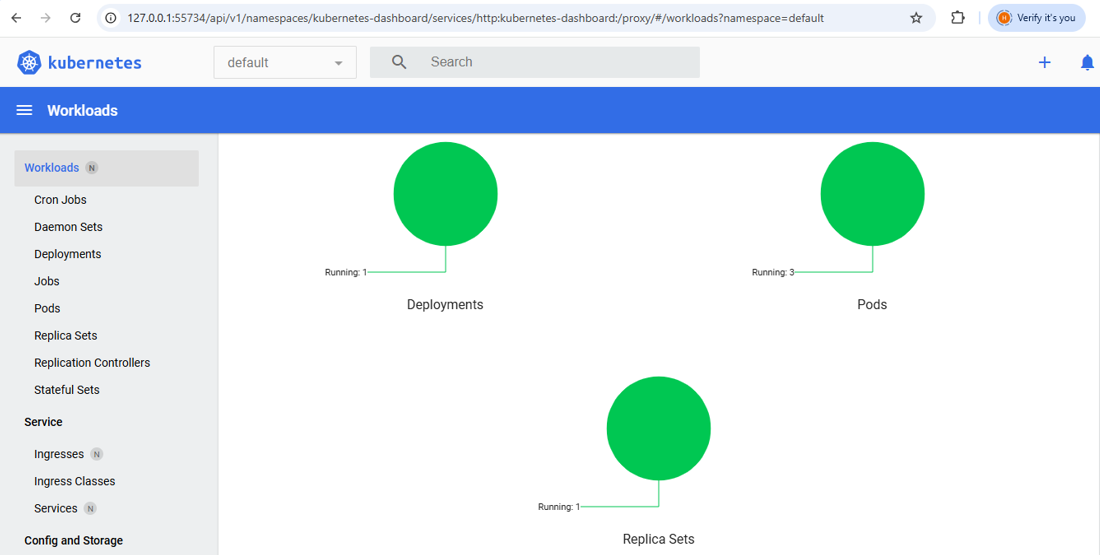 127.0.0.1:55734/api/v1/namespaces/kubernetes-dashboard/services/http:kubernetes-dashboard:/proxy/#/workloads?namespace=default
H
Verify it's you
kubernetes
default
Search
Workloads
Workloads N
Cron Jobs
Daemon Sets
Deployments
Jobs
Pods
Replica Sets
Replication Controllers
Stateful Sets
Service
Ingresses N
Ingress Classes
Services N
Config and Storage
Running: 1
Deployments
Running: 3
Pods
Running: 1
Replica Sets